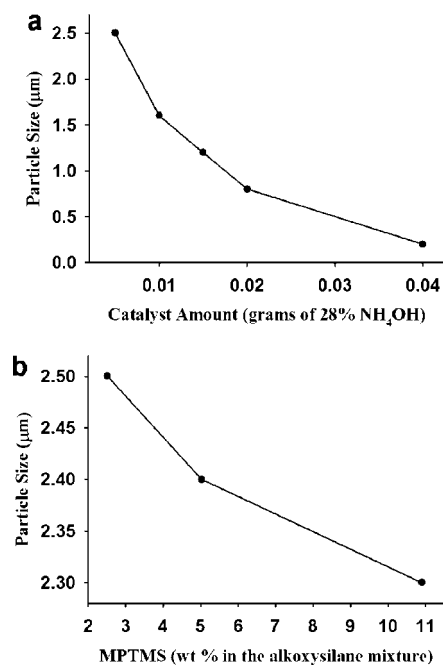 a
2.5
2.0
1.5
1.0
0.5
0.0
Particle Size (μm)
0.01 0.02 0.03 0.04
Catalyst Amount (grams of 28% NH₄OH)
b
2.50
2.45
2.40
2.35
2.30
Particle Size (μm)
2 3 4 5 6 7 8 9 10 11
MPTMS (wt % in the alkoxysilane mixture)